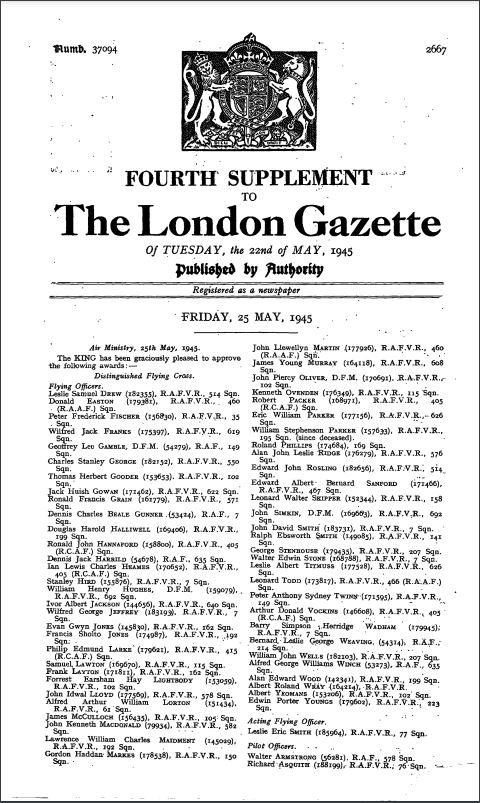 Numb. 37094
2667
FOURTH SUPPLEMENT
TO
The London Gazette
Of TUESDAY, the 22nd of MAY, 1945
Published by Authority
Registered as a newspaper
FRIDAY, 25 MAY, 1945
Air Ministry, 25th May, 1945.
The KING has been graciously pleased to approve
the following awards:—
Distinguished Flying Cross.
Flying Officers.
Leslie Samuel DREW (182355), R.A.F.V.R., 514 Sqn.
Donald EASTON (179381), R.A.F.V.R., 460
(R.A.A.F.) Sqn.
Peter Frederick FISCHER (156830), R.A.F.V.R., 35
Sqn.
Wilfred Jack FRANKS (175397), R.A.F.V.R., 619
Sqn.
Geoffrey Leo GAMBLE, D.F.M. (54279), R.A.F., 149
Sqn.
Charles Stanley GEORGE (182152), R.A.F.V.R., 550
Sqn.
Thomas Herbert GOODER (153653), R.A.F.V.R., 102
Sqn.
Jack Huish GOWAN (171462), R.A.F.V.R., 622 Sqn.
Ronald Francis GRAIN (161779), R.A.F.V.R., 571
Sqn.
Dennis Charles BEALE GUNNER (53424), R.A.F., 7
Sqn.
Douglas Harold HALLIWELL (169406), R.A.F.V.R.,
199 Sqn.
Ronald John HANNAFORD (158800), R.A.F.V.R., 405
(R.C.A.F.) Sqn.
Dennis Jack HARRILD (54678), R.A.F., 635 Sqn.
Ian Lewis Charles HEAMES (170652), R.A.F.V.R.,
405 (R.C.A.F.) Sqn.
Stanley HIRD (155876), R.A.F.V.R., 7 Sqn.
William Henry HUGHES, D.F.M. (159079),
R.A.F.V.R., 692 Sqn.
Ivor Albert JACKSON (144656), R.A.F.V.R., 640 Sqn.
Wilfred George JEFFERY (183193), R.A.F.V.R., 7
Sqn.
Evan Gwyn JONES (145830), R.A.F.V.R., 162 Sqn.
Francis Sholto JONES (174987), R.A.F.V.R., 192
Sqn.
Philip Edmund LARKE (179621), R.A.F.V.R., 415
(R.C.A.F.) Sqn.
Samuel LAWTON (169670), R.A.F.V.R., 115 Sqn.
Frank LAYTON (171811), R.A.F.V.R., 162 Sqn.
Forrest Earsham Hay LIGHTBODY (153059),
R.A.F.V.R., 102 Sqn.
John Idwal LLOYD (177569), R.A.F.V.R., 578 Sqn.
Alfred Arthur William LORTON (151434),
R.A.F.V.R., 61 Sqn.
James MCCULLOCH (156435), R.A.F.V.R., 105 Sqn.
John Kenneth MACDONALD (79934), R.A.F.V.R., 582
Sqn.
Lawrence William Charles MAIDMENT (145029),
R.A.F.V.R., 192 Sqn.
Gordon Haddan MARKES (178538), R.A.F.V.R., 150
Sqn.
John Llewellyn MARTIN (177926), R.A.F.V.R., 460
(R.A.A.F.) Sqn.
James Young MURRAY (164118), R.A.F.V.R., 608
Sqn.
John Piercy OLIVER, D.F.M. (170691), R.A.F.V.R.,
102 Sqn.
Kenneth OVENDEN (176349), R.A.F.V.R., 115 Sqn.
Robert PACKER (168971), R.A.F.V.R., 405
(R.C.A.F.) Sqn.
Eric William PARKER (177156), R.A.F.V.R., 626
Sqn.
William Stephenson PARKER (157633), R.A.F.V.R.,
195 Sqn. (since deceased).
Roland PHILLIPS (174684), 169 Sqn.
Alan John Leslie RIDGE (176279), R.A.F.V.R., 576
Sqn.
Edward John ROSLING (182656), R.A.F.V.R., 514
Sqn.
Edward Albert Bernard SANFORD (177466),
R.A.F.V.R., 467 Sqn.
Leonard Walter SKIPPER (152344), R.A.F.V.R., 158
Sqn.
John SIMKIN, D.F.M. (169683), R.A.F.V.R., 692
Sqn.
John David SMITH (183731), R.A.F.V.R., 7 Sqn.
Ralph Ebsworth SMITH (49085), R.A.F.V.R., 141
Sqn.
George STENHOUSE (179435), R.A.F.V.R., 207 Sqn.
Walter Edwin STONE (168788), R.A.F.V.R., 7 Sqn.
Leslie Albert TITMUSS (177528), R.A.F.V.R., 626
Sqn.
Leonard TODD (173817), R.A.F.V.R., 466 (R.A.A.F.)
Sqn.
Peter Anthony Sydney TWINN (171595), R.A.F.V.R.,
149 Sqn.
Arthur Donald VOCKINS (146608), R.A.F.V.R., 405
(R.C.A.F.) Sqn.
Barry Simpson Herridge WADHAM (179945),
R.A.F.V.R., 7 Sqn.
Bernard Leslie George WEAVING, (54314), R.A.F.,
214 Sqn.
William John WELLS (182103), R.A.F.V.R., 207 Sqn.
Alfred George Williams WINCH (53273), R.A.F., 635
Sqn.
Alan Edward WOOD (142341), R.A.F.V.R., 199 Sqn.
Albert Roland WRAY (164214), R.A.F.V.R.
Albert YEOMANS (153206), R.A.F.V.R., 102 Sqn.
Edwin Porter YOUNGS (179602), R.A.F.V.R., 223
Sqn.
Acting Flying Officer.
Leslie Eric SMITH (185964), R.A.F.V.R., 77 Sqn.
Pilot Officers.
Walter ARMSTRONG (56281), R.A.F., 578 Sqn.
Richard ASQUITH (188199), R.A.F.V.R., 76 Sqn.